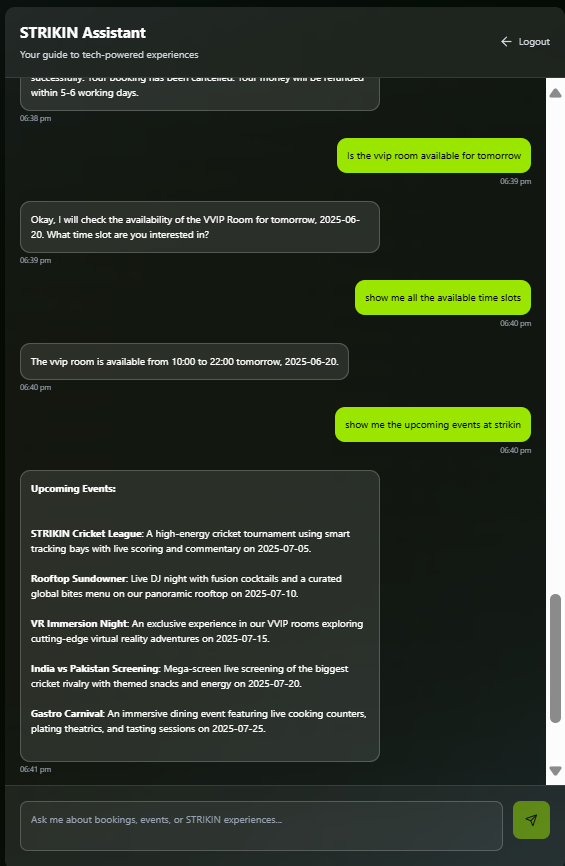 STRIKIN Assistant
Your guide to tech-powered experiences
Logout
successfully. Your booking has been cancelled. Your money will be refunded
within 5-6 working days.
06:38 pm
Is the vvip room available for tomorrow
06:39 pm
Okay, I will check the availability of the VVIP Room for tomorrow, 2025-06-
20. What time slot are you interested in?
06:39 pm
show me all the available time slots
06:40 pm
The vvip room is available from 10:00 to 22:00 tomorrow, 2025-06-20.
06:40 pm
show me the upcoming events at strikin
06:40 pm
Upcoming Events:
STRIKIN Cricket League: A high-energy cricket tournament using smart
tracking bays with live scoring and commentary on 2025-07-05.
Rooftop Sundowner: Live DJ night with fusion cocktails and a curated
global bites menu on our panoramic rooftop on 2025-07-10.
VR Immersion Night: An exclusive experience in our VVIP rooms exploring
cutting-edge virtual reality adventures on 2025-07-15.
India vs Pakistan Screening: Mega-screen live screening of the biggest
cricket rivalry with themed snacks and energy on 2025-07-20.
Gastro Carnival: An immersive dining event featuring live cooking counters,
plating theatrics, and tasting sessions on 2025-07-25.
06:41 pm
Ask me about bookings, events, or STRIKIN experiences...